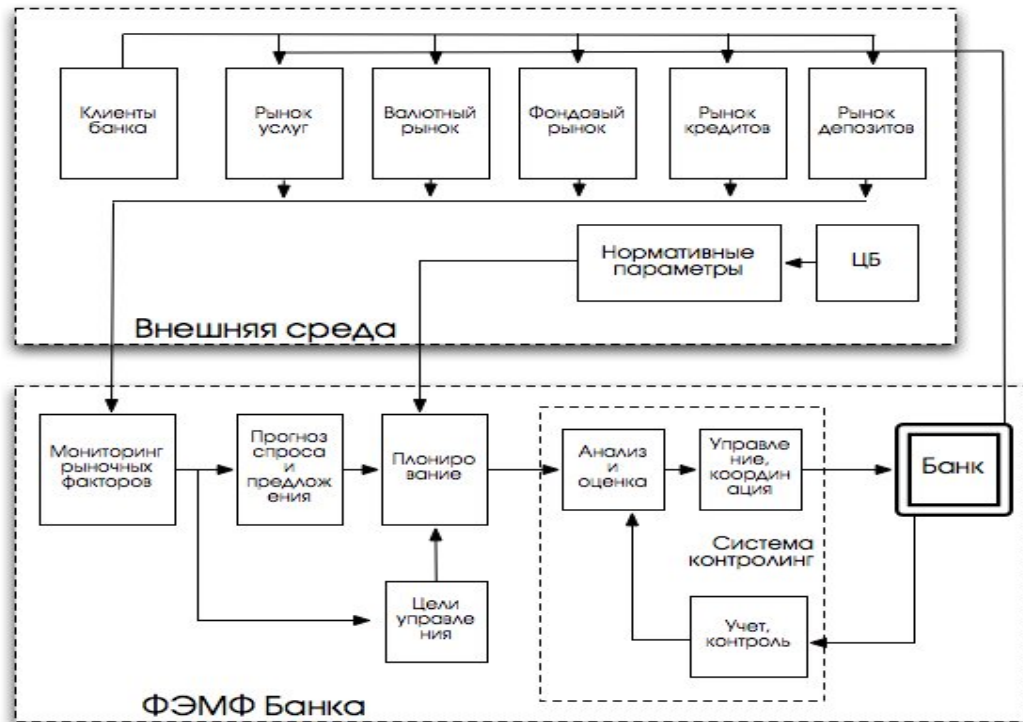 Клиенты
банка
Рынок
услуг
Валютный
рынок
Фондовый
рынок
Рынок
кредитов
Рынок
депозитов
Нормативные
параметры
ЦБ
Внешняя среда
Мониторинг
рыночных
факторов
Прогноз
спроса и
предлож
ения
Плониро
вание
Анализ
и
оценка
Управле
ние,
координ
ация
Банк
Система
контролинг
Цели
управле
ния
Учет,
контроль
ФЭМФ Банка